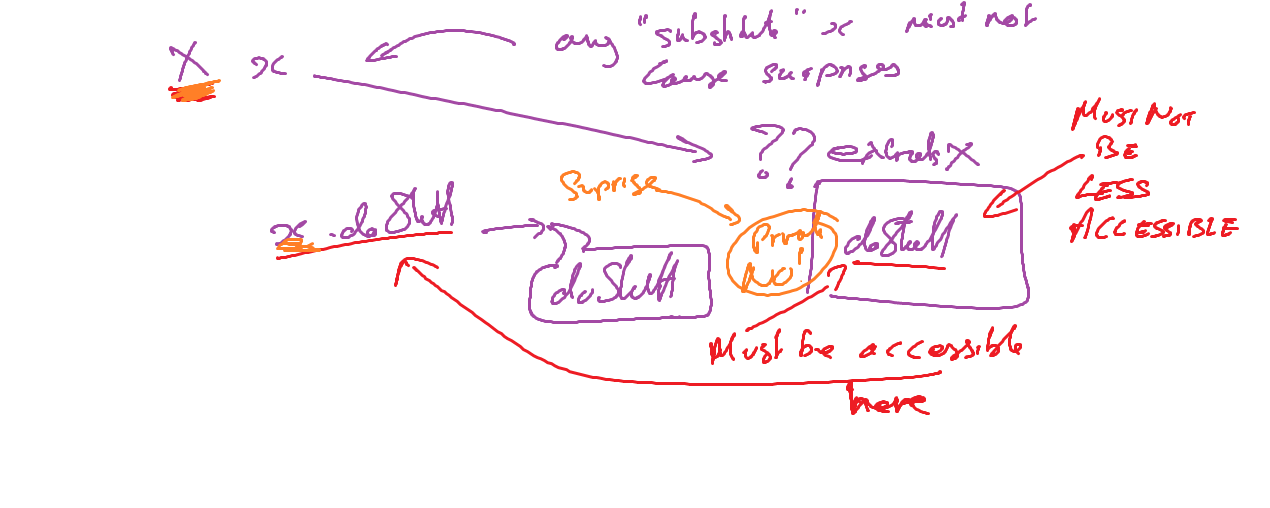 any "substitute" x must not
X x
cause surprises
MUST NOT
BE
LESS
ACCESSIBLE
?? extends X
Suprise
x.doStuff
Private
NO!
doStuff
doStuff
Must be accessible
here